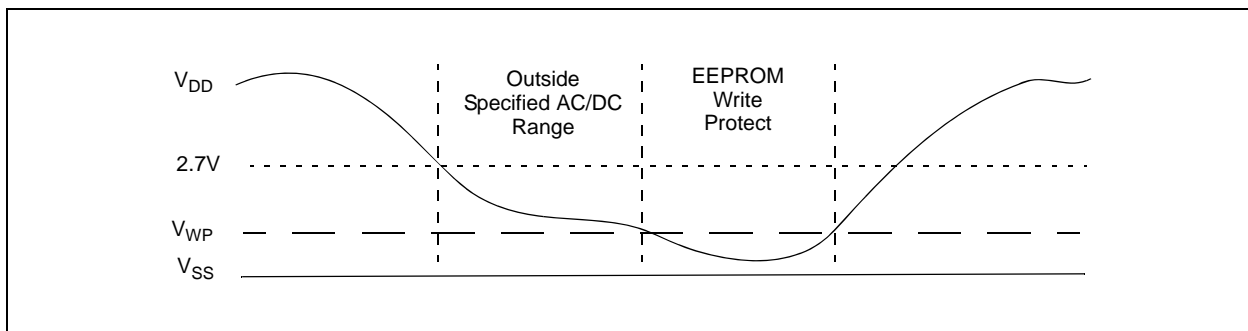 V_DD
Outside
Specified AC/DC
Range
EEPROM
Write
Protect
2.7V
V_WP
V_SS